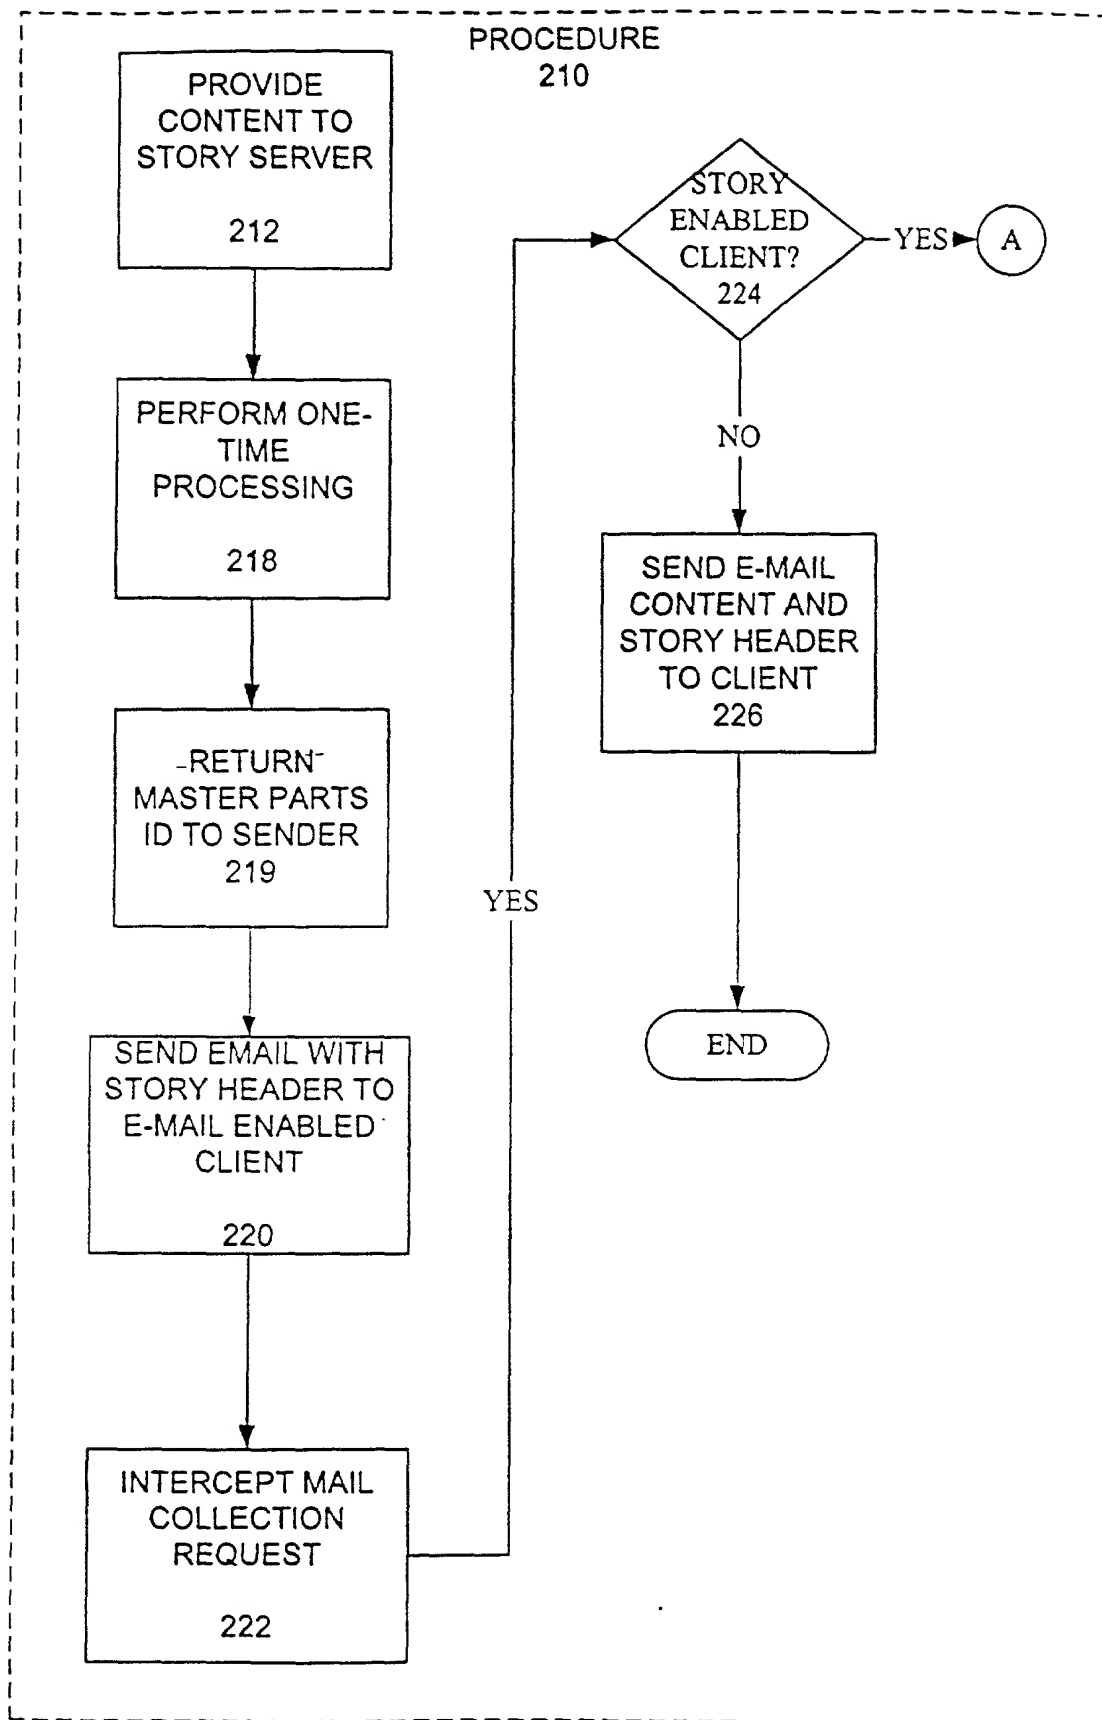 PROCEDURE
210
PROVIDE
CONTENT TO
STORY SERVER
212
PERFORM ONE-
TIME
PROCESSING
218
RETURN
MASTER PARTS
ID TO SENDER
219
SEND EMAIL WITH
STORY HEADER TO
E-MAIL ENABLED
CLIENT
220
INTERCEPT MAIL
COLLECTION
REQUEST
222
YES
STORY
ENABLED
CLIENT?
224
YES
A
NO
SEND E-MAIL
CONTENT AND
STORY HEADER
TO CLIENT
226
END